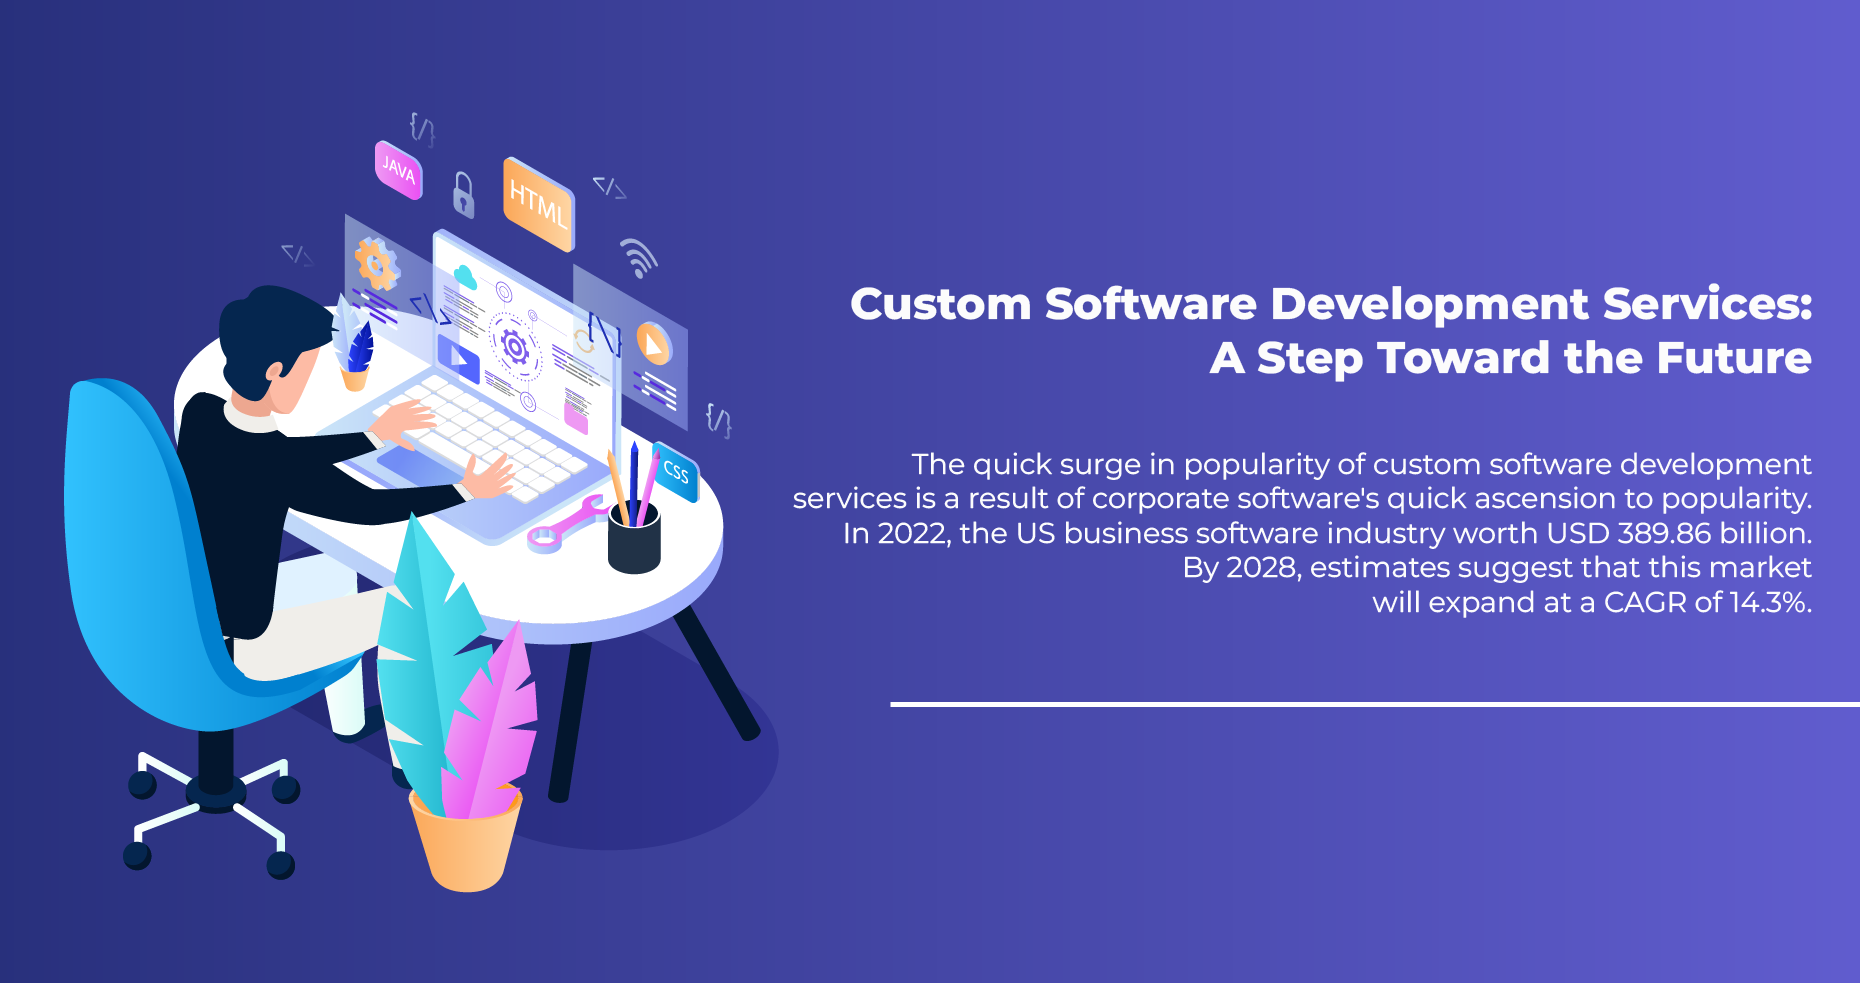 {/}
JAVA
HTML
</>
</>
</>
[\]
{/}
CSS
Custom Software Development Services:
A Step Toward the Future
The quick surge in popularity of custom software development
services is a result of corporate software's quick ascension to popularity.
In 2022, the US business software industry worth USD 389.86 billion.
By 2028, estimates suggest that this market
will expand at a CAGR of 14.3%.